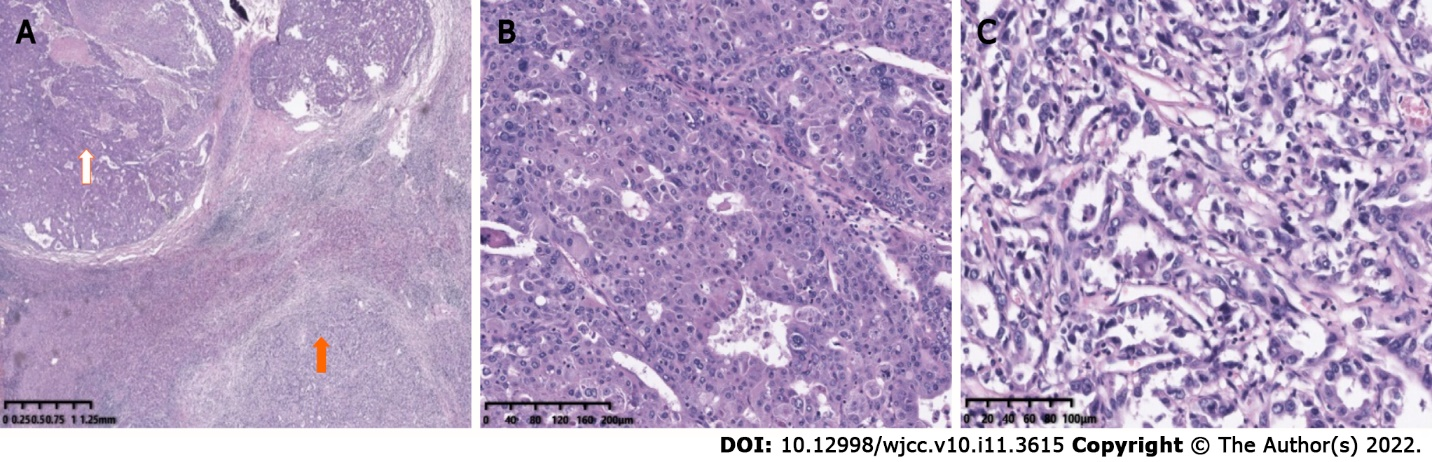 A
B
C
0 0.25 0.5 0.75 1 1.25mm
0 40 80 120 160 200μm
0 20 40 60 80 100μm
DOI: 10.12998/wjcc.v10.i11.3615 Copyright © The Author(s) 2022.